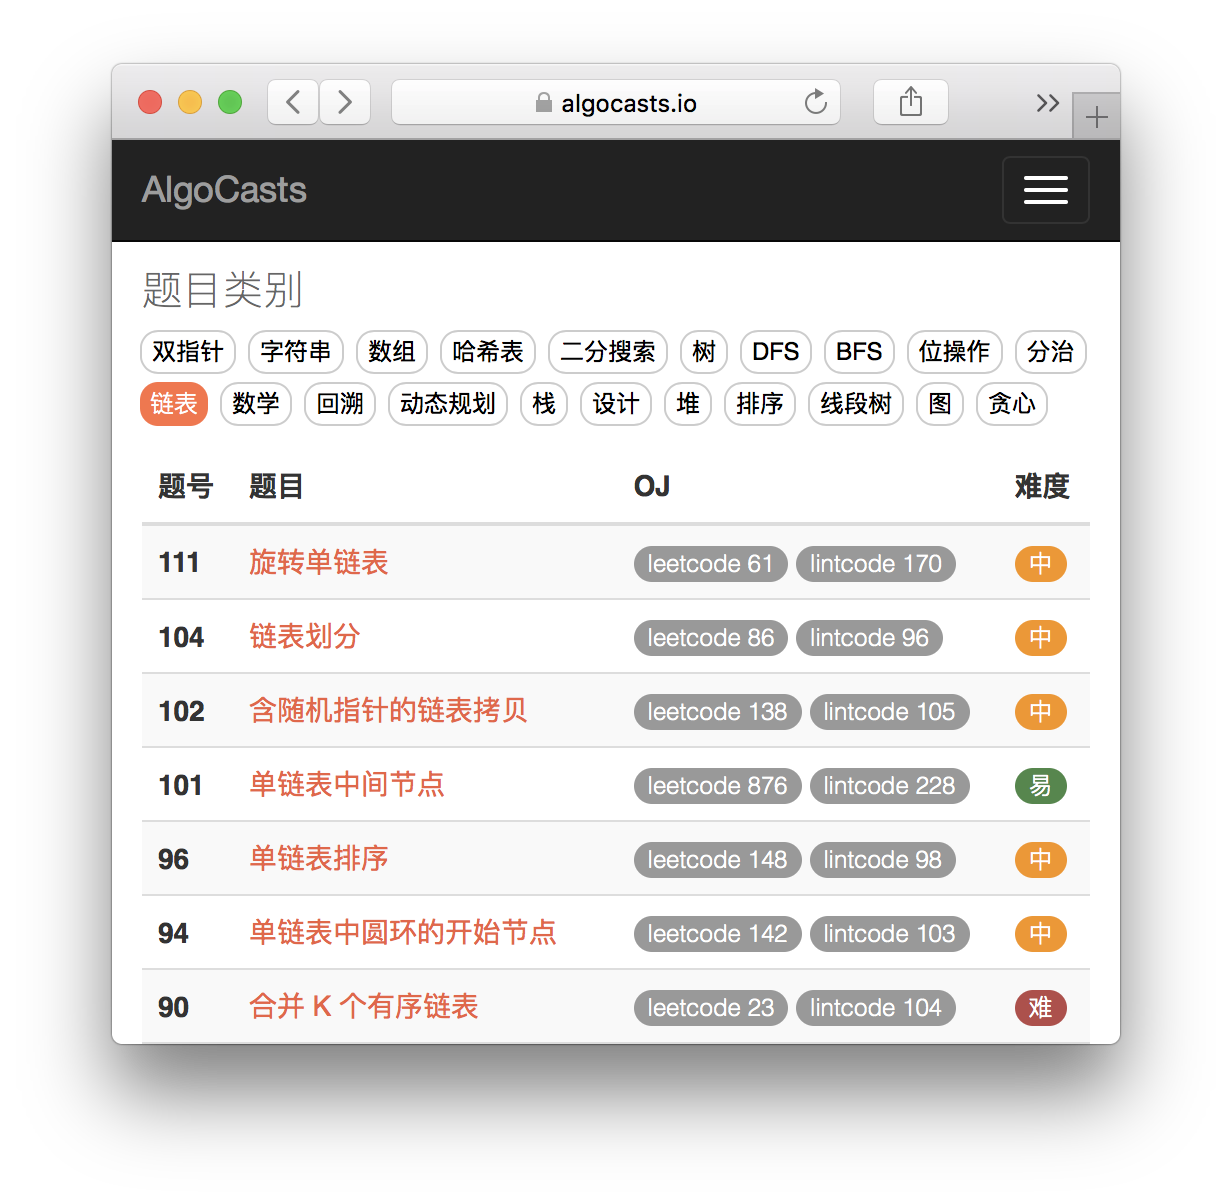 algocasts.io
AlgoCasts
题目类别
双指针 字符串 数组 哈希表 二分搜索 树 DFS BFS 位操作 分治
链表 数学 回溯 动态规划 栈 设计 堆 排序 线段树 图 贪心
题号 题目 OJ 难度
111 旋转单链表 leetcode 61 lintcode 170 中
104 链表划分 leetcode 86 lintcode 96 中
102 含随机指针的链表拷贝 leetcode 138 lintcode 105 中
101 单链表中间节点 leetcode 876 lintcode 228 易
96 单链表排序 leetcode 148 lintcode 98 中
94 单链表中圆环的开始节点 leetcode 142 lintcode 103 中
90 合并 K 个有序链表 leetcode 23 lintcode 104 难